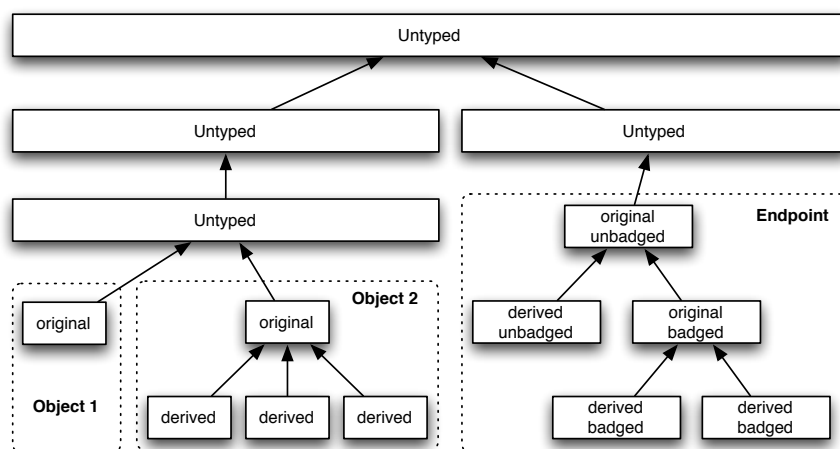 Untyped
Untyped
Untyped
Untyped
original
unbadged
Endpoint
derived
unbadged
original
badged
derived
badged
derived
badged
original
Object 1
Object 2
original
derived
derived
derived